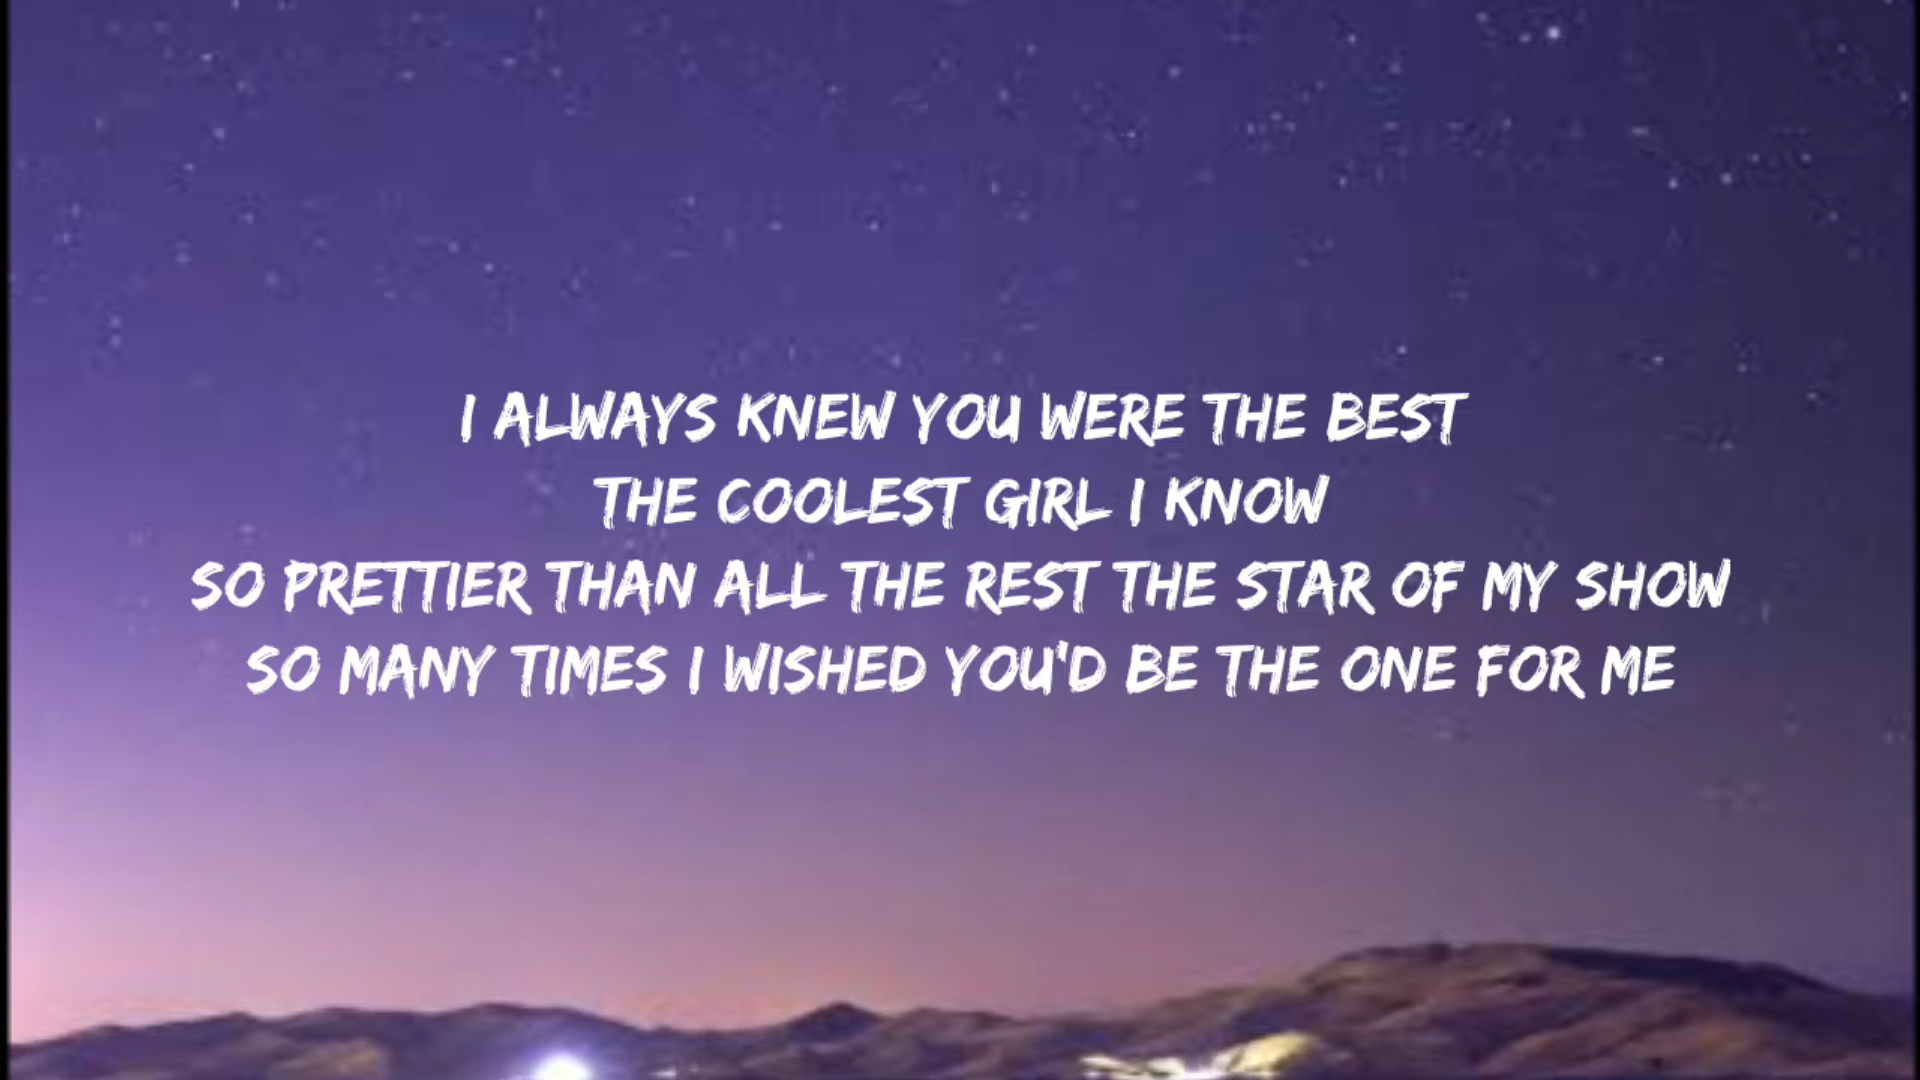 I ALWAYS KNEW YOU WERE THE BEST
THE COOLEST GIRL I KNOW
SO PRETTIER THAN ALL THE REST THE STAR OF MY SHOW
SO MANY TIMES I WISHED YOU'D BE THE ONE FOR ME